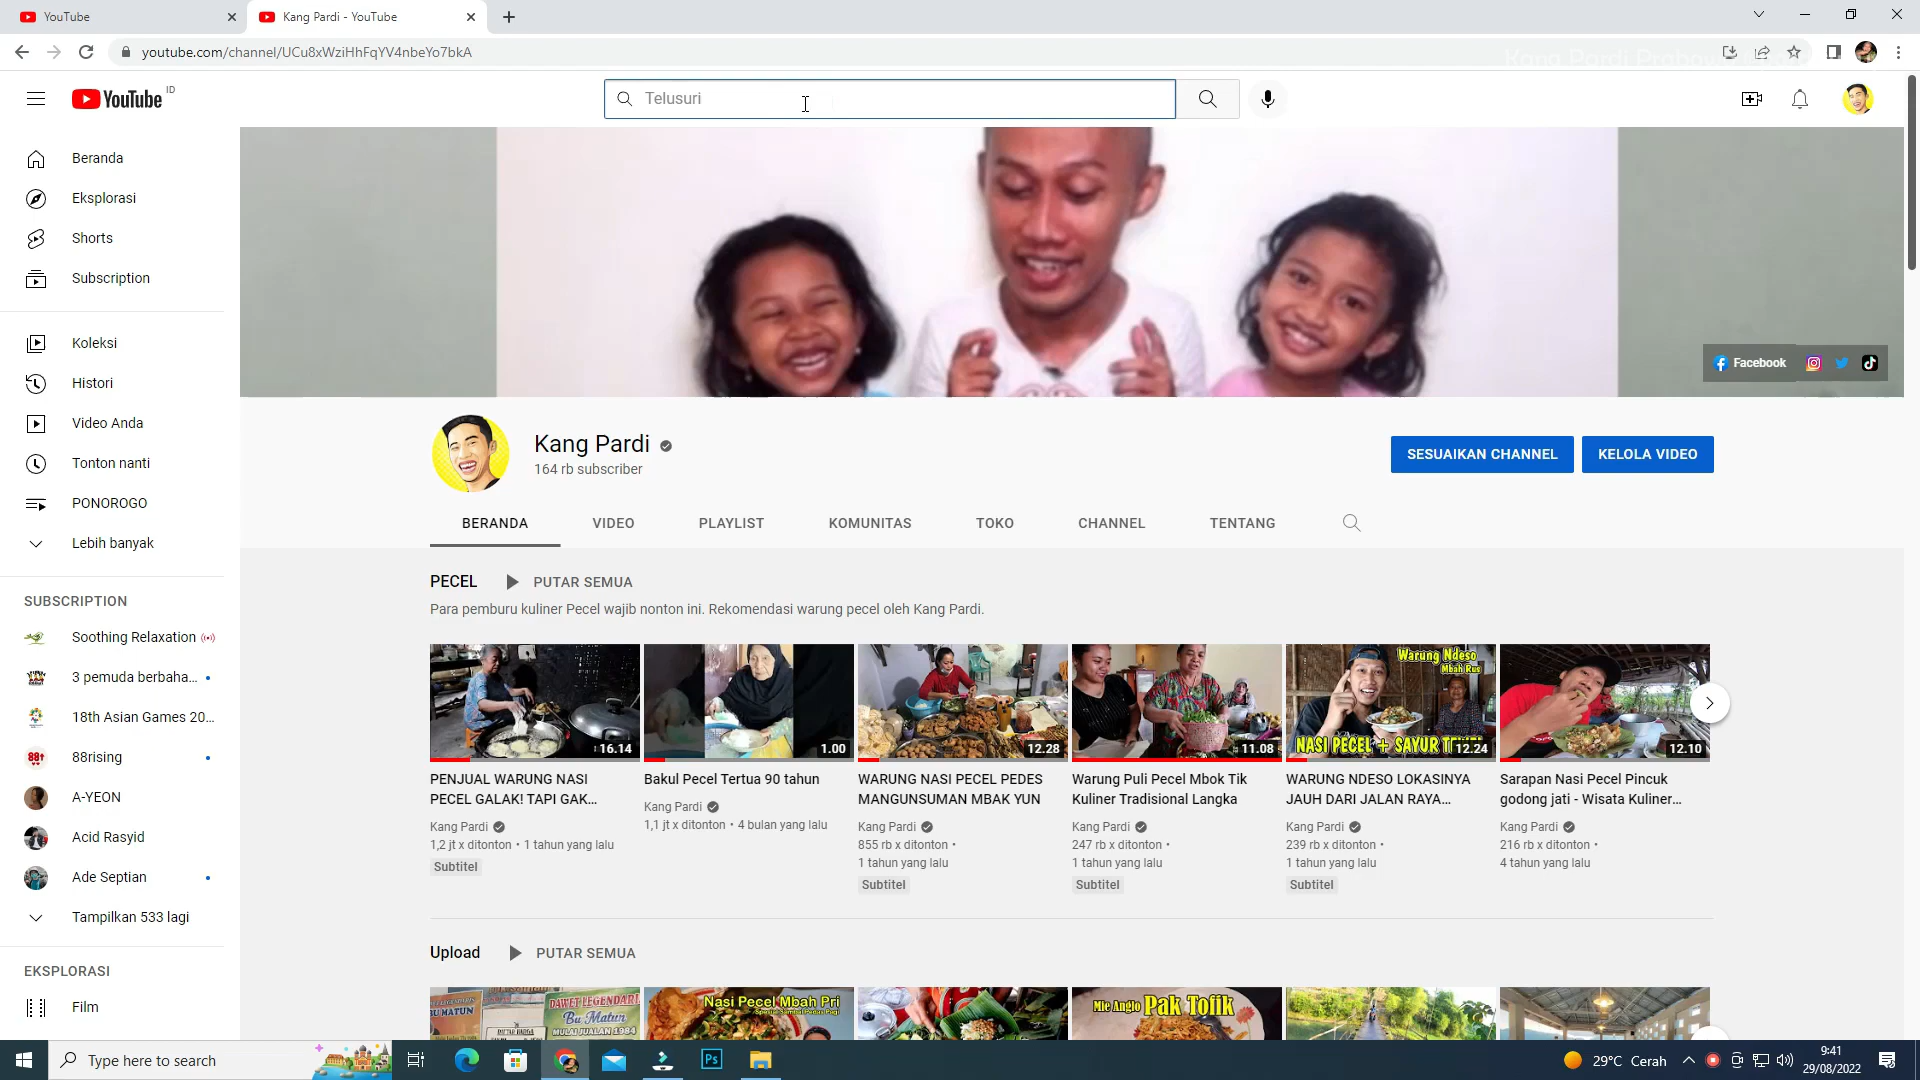 YouTube
Kang Pardi - YouTube
youtube.com/channel/UCu8xWziHhFqYV4nbeYo7bkA
YouTube ID
Telusuri
Beranda
Eksplorasi
Shorts
Subscription
Koleksi
Histori
Video Anda
Tonton nanti
PONOROGO
Lebih banyak
SUBSCRIPTION
Soothing Relaxation
3 pemuda berbaha...
18th Asian Games 20...
88rising
A-YEON
Acid Rasyid
Ade Septian
Tampilkan 533 lagi
EKSPLORASI
Film
Facebook
Kang Pardi
164 rb subscriber
SESUAIKAN CHANNEL
KELOLA VIDEO
BERANDA
VIDEO
PLAYLIST
KOMUNITAS
TOKO
CHANNEL
TENTANG
PECEL
PUTAR SEMUA
Para pemburu kuliner Pecel wajib nonton ini. Rekomendasi warung pecel oleh Kang Pardi.
16.14
PENJUAL WARUNG NASI
PECEL GALAK! TAPI GAK...
Kang Pardi
1,2 jt x ditonton • 1 tahun yang lalu
Subtitel
1.00
Bakul Pecel Tertua 90 tahun
Kang Pardi
1,1 jt x ditonton • 4 bulan yang lalu
12.28
WARUNG NASI PECEL PEDES
MANGUNSUMAN MBAK YUN
Kang Pardi
855 rb x ditonton •
1 tahun yang lalu
Subtitel
11.08
Warung Puli Pecel Mbok Tik
Kuliner Tradisional Langka
Kang Pardi
247 rb x ditonton •
1 tahun yang lalu
Subtitel
Warung Ndeso
Mbah Rus
NASI PECEL + SAYUR
12.24
WARUNG NDESO LOKASINYA
JAUH DARI JALAN RAYA...
Kang Pardi
239 rb x ditonton •
1 tahun yang lalu
Subtitel
12.10
Sarapan Nasi Pecel Pincuk
godong jati - Wisata Kuliner...
Kang Pardi
216 rb x ditonton •
4 tahun yang lalu
Upload
PUTAR SEMUA
DAWET LEGENDARIS
Bu Matun
MULAI JUALAN 1984
Nasi Pecel Mbah Pri
Mie Anglo Pak Tofik
Type here to search
Ps
29°C Cerah
9:41
29/08/2022